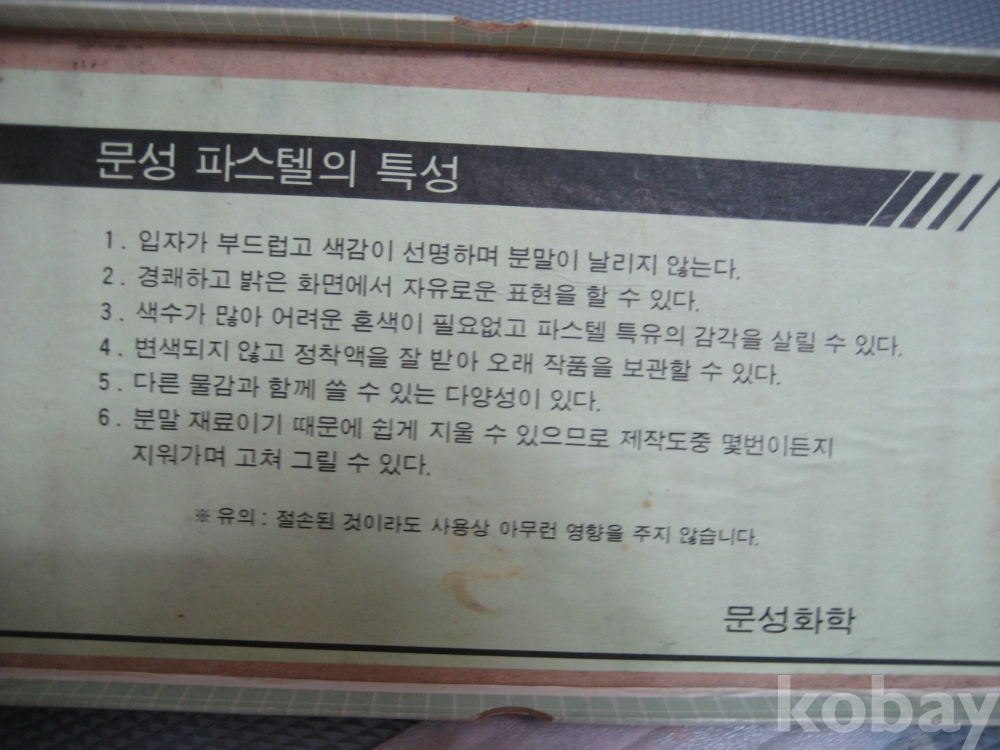 문성 파스텔의 특성
1. 입자가 부드럽고 색감이 선명하며 분말이 날리지 않는다.
2. 경쾌하고 밝은 화면에서 자유로운 표현을 할 수 있다.
3. 색수가 많아 어려운 혼색이 필요없고 파스텔 특유의 감각을 살릴 수 있다.
4. 변색되지 않고 정착액을 잘 받아 오래 작품을 보관할 수 있다.
5. 다른 물감과 함께 쓸 수 있는 다양성이 있다.
6. 분말 재료이기 때문에 쉽게 지울 수 있으므로 제작도중 몇번이든지
지워가며 고쳐 그릴 수 있다.
※ 유의 : 절손된 것이라도 사용상 아무런 영향을 주지 않습니다.
문성화학
kobay